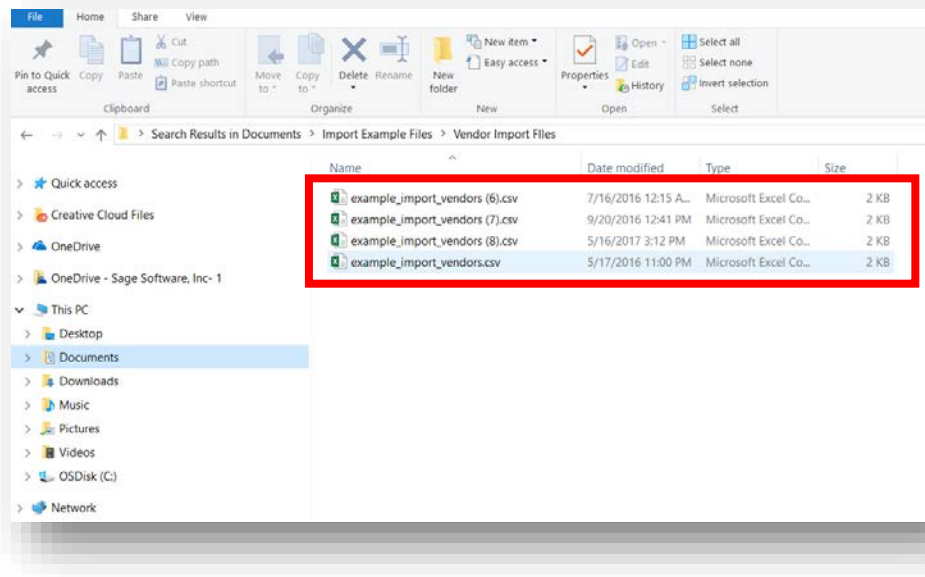 File Home Share View
Pin to Quick access
Copy
Paste
Cut
Copy path
Paste shortcut
Move to
Copy to
Delete
Rename
New folder
New item
Easy access
Properties
Open
Edit
History
Select all
Select none
Invert selection
Clipboard Organize New Open Select
Search Results in Documents > Import Example Files > Vendor Import FIles
Name Date modified Type Size
example_import_vendors (6).csv 7/16/2016 12:15 A... Microsoft Excel Co... 2 KB
example_import_vendors (7).csv 9/20/2016 12:41 PM Microsoft Excel Co... 2 KB
example_import_vendors (8).csv 5/16/2017 3:12 PM Microsoft Excel Co... 2 KB
example_import_vendors.csv 5/17/2016 11:00 PM Microsoft Excel Co... 2 KB
Quick access
Creative Cloud Files
OneDrive
OneDrive - Sage Software, Inc- 1
This PC
Desktop
Documents
Downloads
Music
Pictures
Videos
OSDisk (C:)
Network